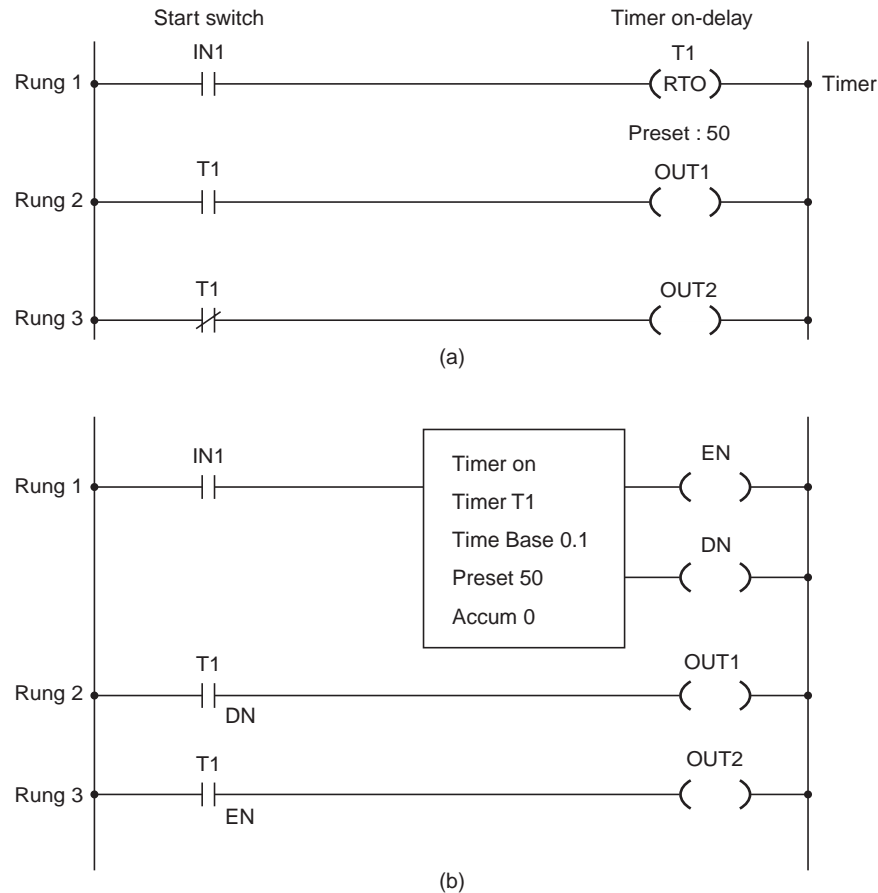 Start switch Timer on-delay
IN1 T1
Rung 1 RTO Timer
Preset : 50
T1 OUT1
Rung 2
T1 OUT2
Rung 3
(a)
IN1 Timer on EN
Rung 1 Timer T1
Time Base 0.1 DN
Preset 50
Accum 0
T1 OUT1
Rung 2
DN
T1 OUT2
Rung 3
EN
(b)